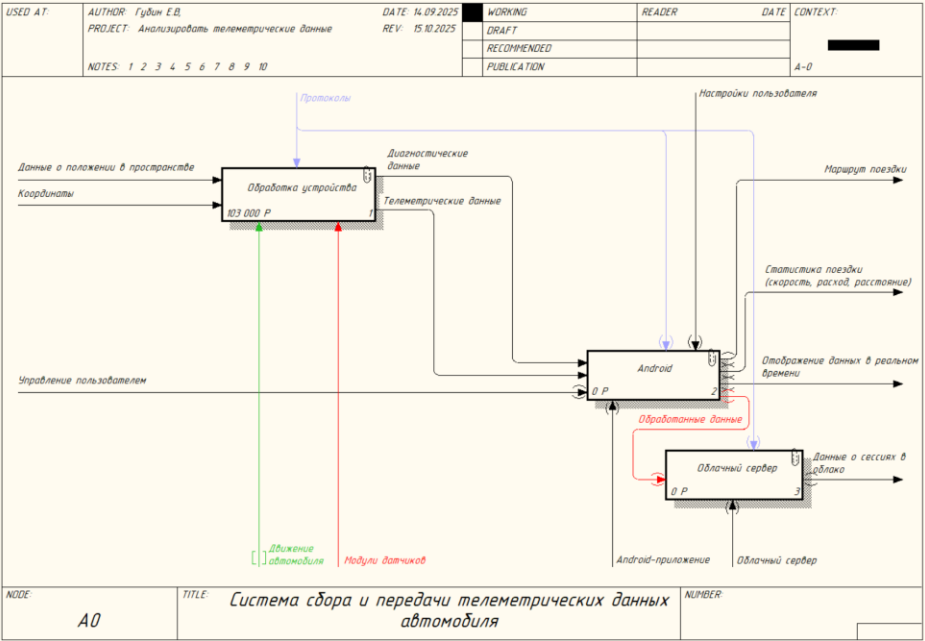 USED AT:
AUTHOR: Губин Е.В,
DATE: 14.09.2025
WORKING
READER
DATE
CONTEXT:
PROJECT: Анализировать телеметрические данные
REV: 15.10.2025
DRAFT
RECOMMENDED
NOTES: 1 2 3 4 5 6 7 8 9 10
PUBLICATION
A-0
Протоколы
Настройки пользователя
Данные о положении в пространстве
Координаты
Обработка устройства
103 000 Р
1
Диагностические
данные
Телеметрические данные
Маршрут поездки
Статистика поездки
(скорость, расход, расстояние)
Управление пользователем
Android
0 Р
2
Отображение данных в реальном
времени
Обработанные данные
Облачный сервер
0 Р
3
Данные о сессиях в
облако
Движение
автомобиля
Модули датчиков
Android-приложение
Облачный сервер
NODE:
A0
TITLE:
Система сбора и передачи телеметрических данных
автомобиля
NUMBER: